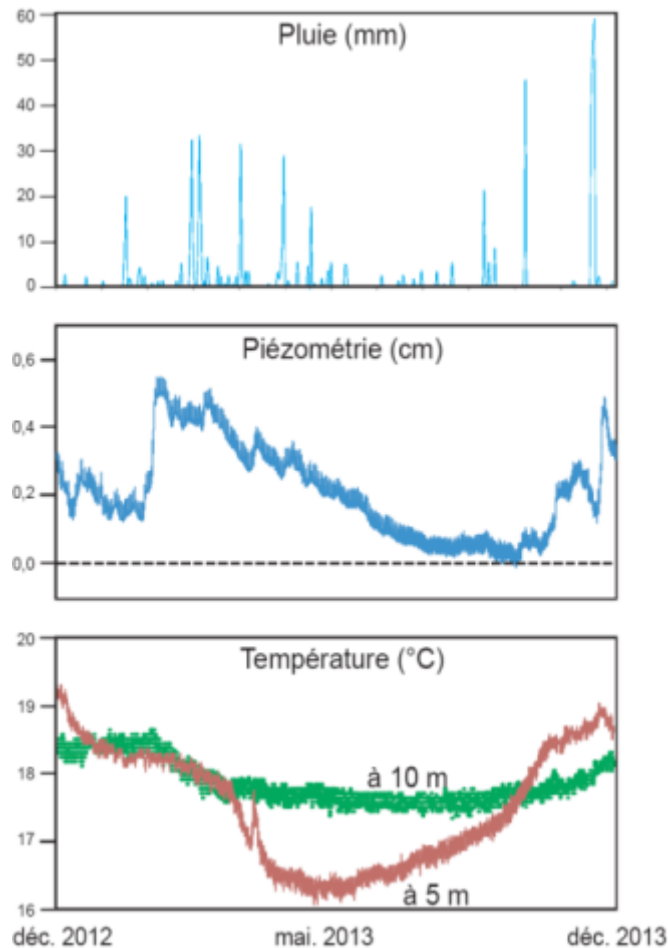 Pluie (mm)
60
50
40
30
20
10
0
Piézométrie (cm)
0,6
0,4
0,2
0,0
Température (°C)
20
19
18
17
16
à 10 m
à 5 m
déc. 2012
mai. 2013
déc. 2013